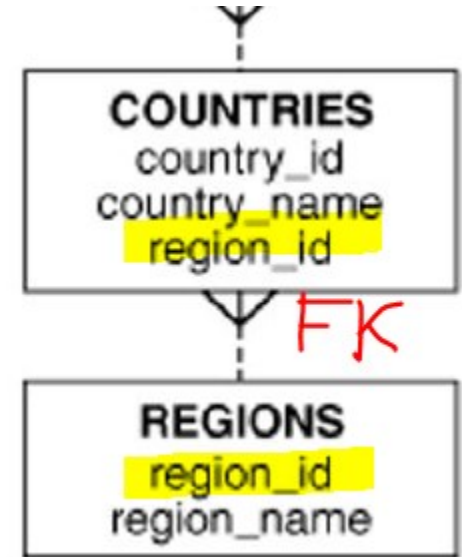 COUNTRIES
country_id
country_name
region_id
FK
REGIONS
region_id
region_name